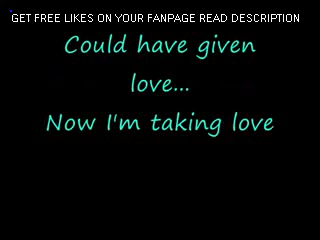 GET FREE LIKES ON YOUR FANPAGE READ DESCRIPTION
Could have given
love...
Now I'm taking love